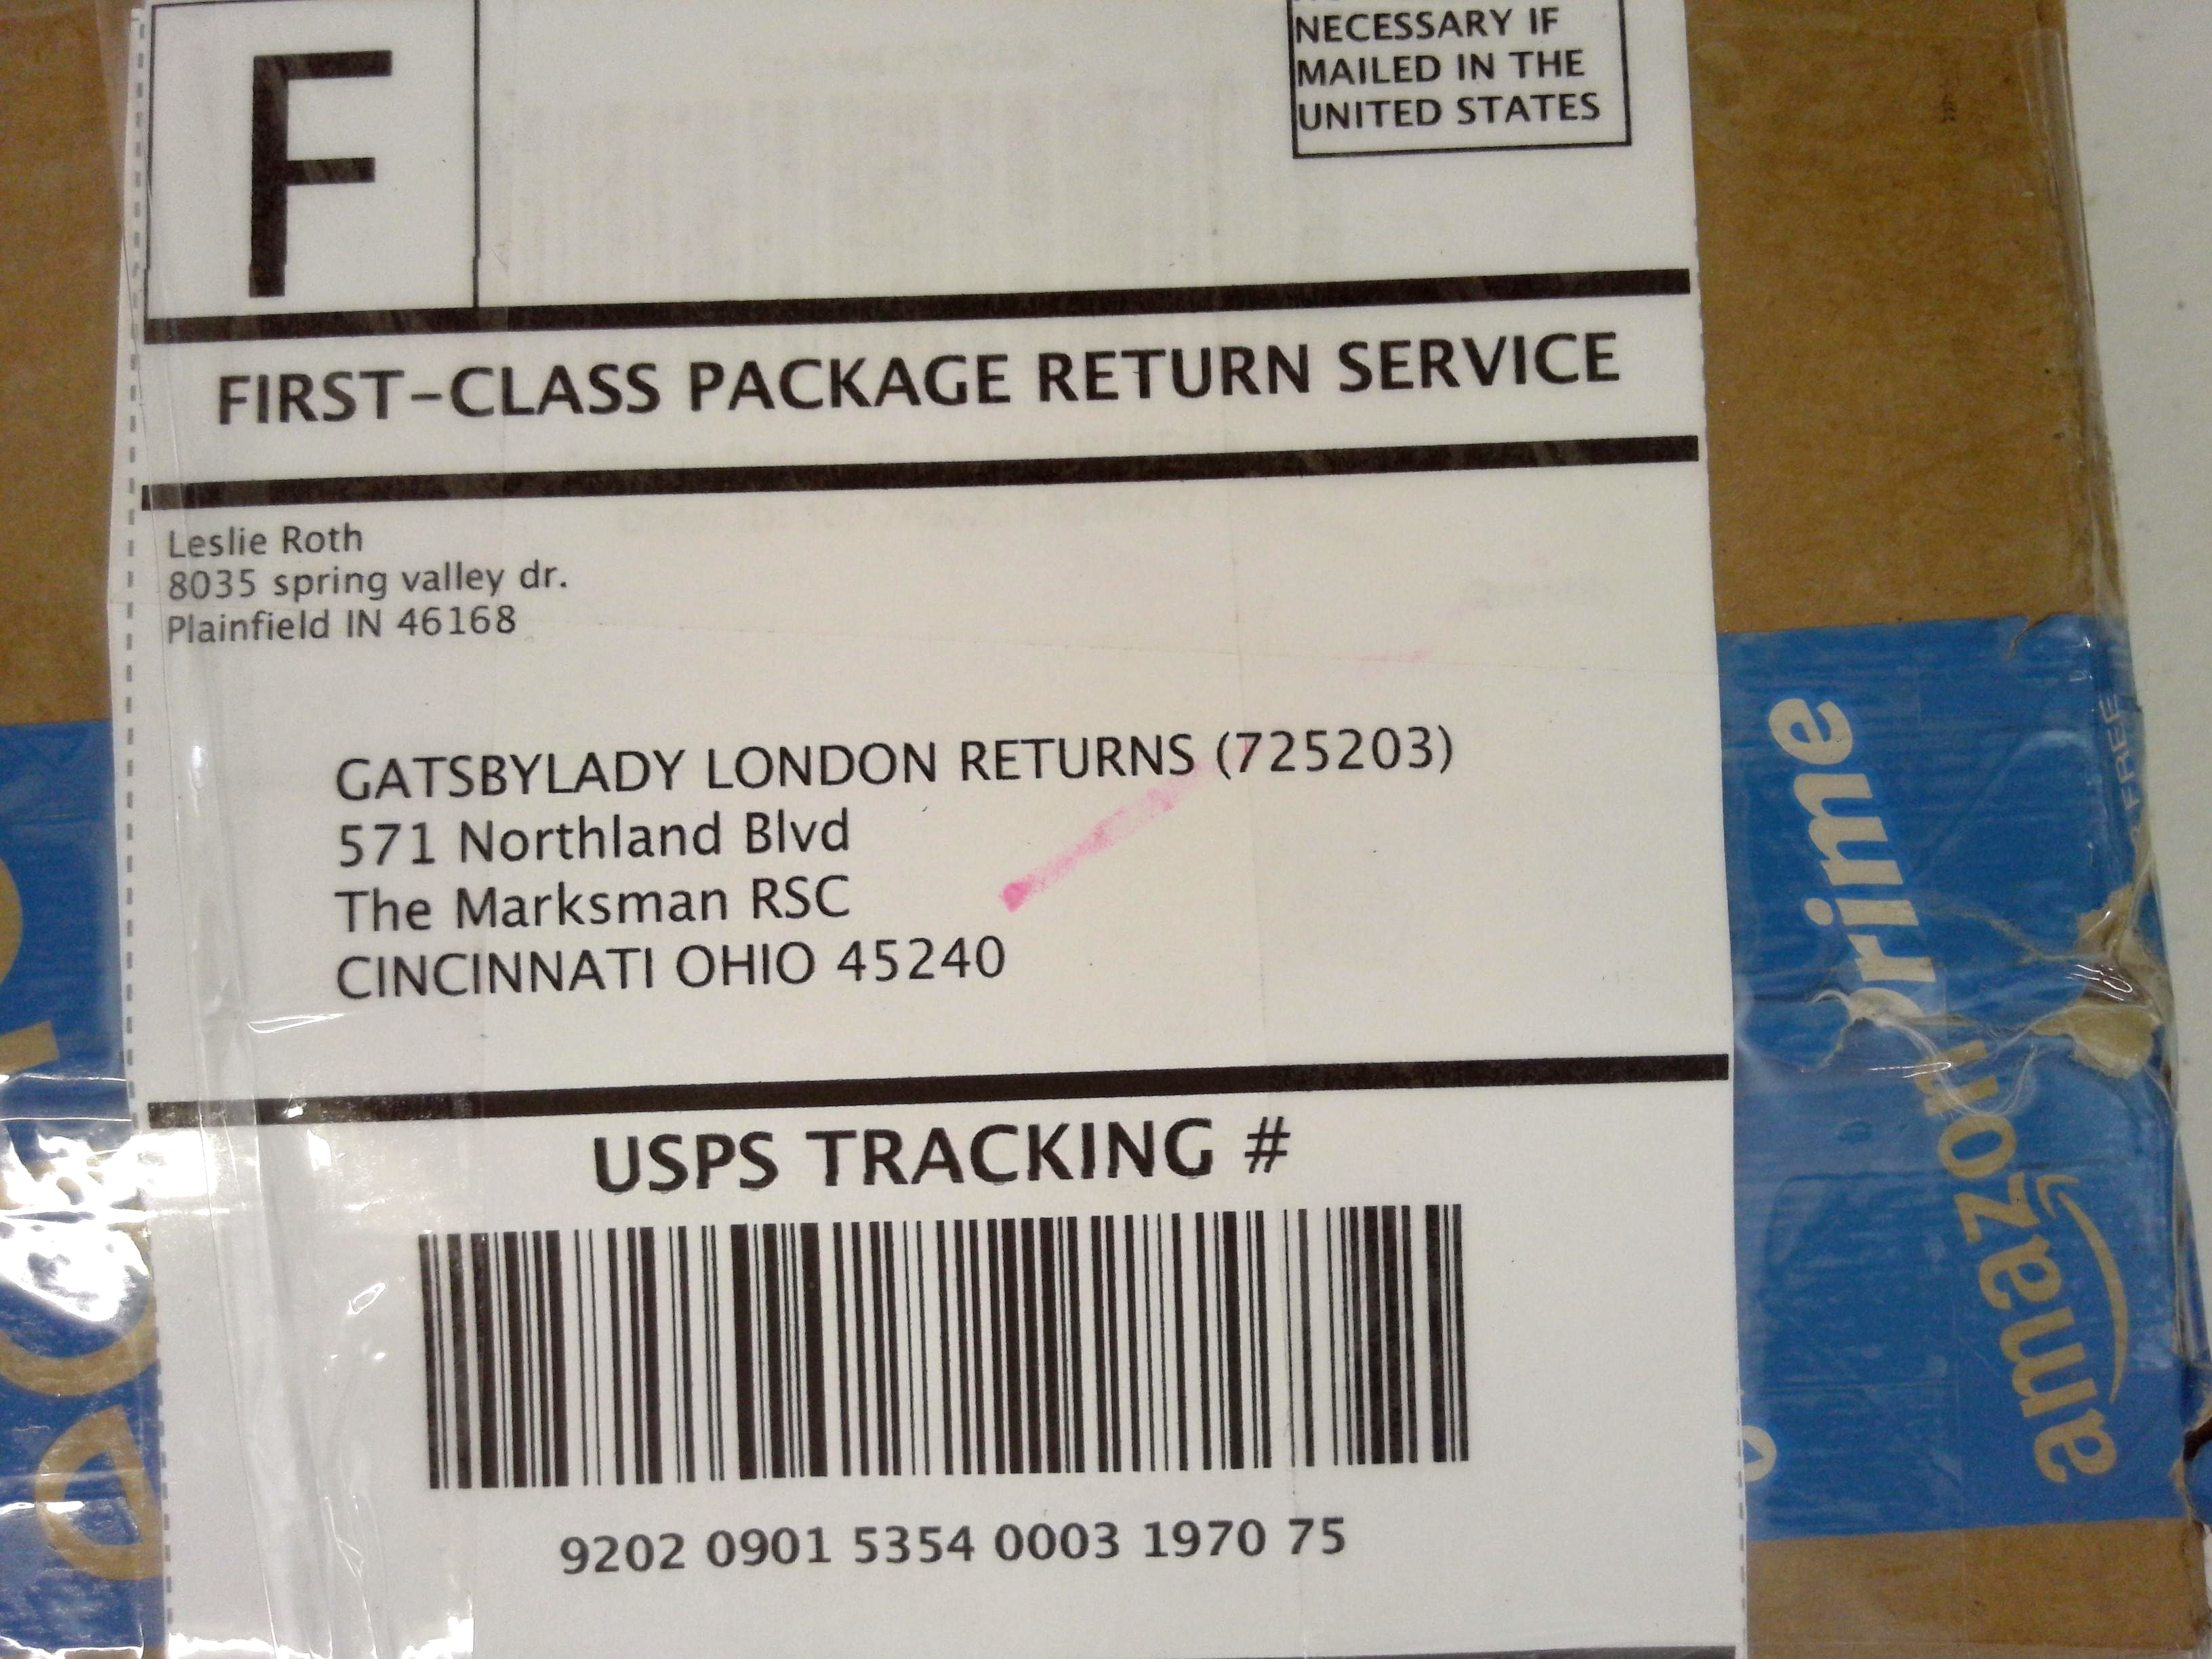 F
NECESSARY IF
MAILED IN THE
UNITED STATES
FIRST-CLASS PACKAGE RETURN SERVICE
Leslie Roth
8035 spring valley dr.
Plainfield IN 46168
GATSBYLADY LONDON RETURNS (725203)
571 Northland Blvd
The Marksman RSC
CINCINNATI OHIO 45240
USPS TRACKING #
9202 0901 5354 0003 1970 75
prime
amazon
FREE